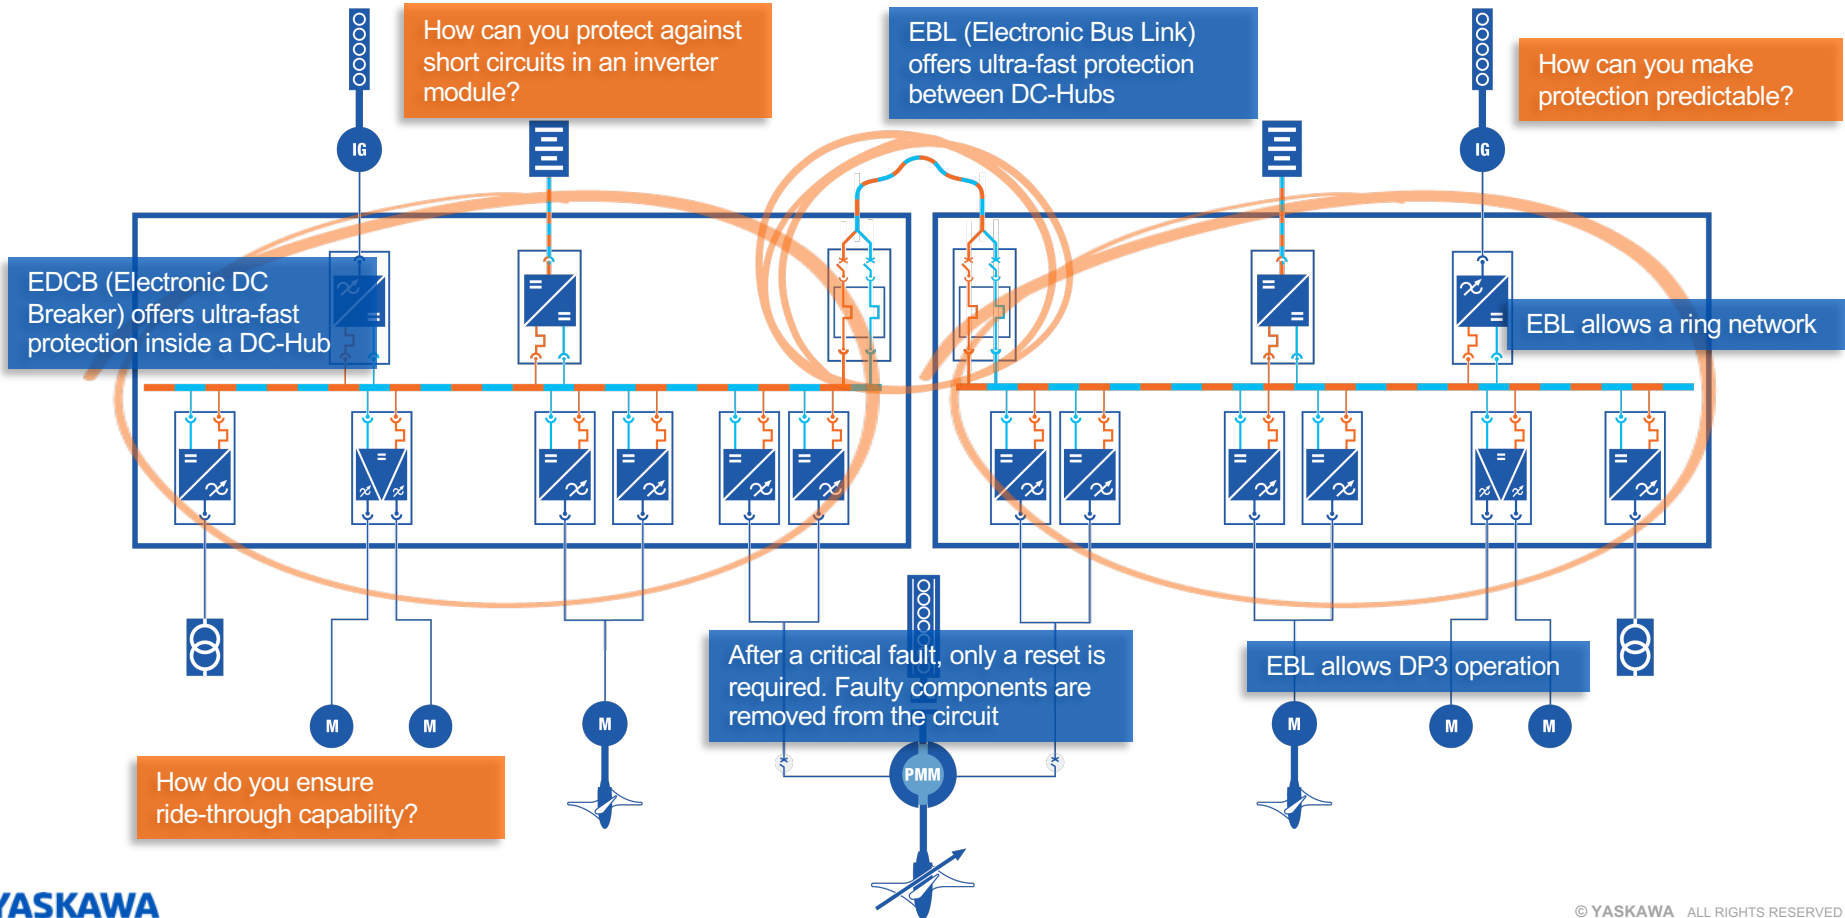 How can you protect against
short circuits in an inverter
module?
EBL (Electronic Bus Link)
offers ultra-fast protection
between DC-Hubs
How can you make
protection predictable?
IG
IG
EDCB (Electronic DC
Breaker) offers ultra-fast
protection inside a DC-Hub
EBL allows a ring network
After a critical fault, only a reset is
required. Faulty components are
removed from the circuit
EBL allows DP3 operation
M
M
M
M
M
M
PMM
How do you ensure
ride-through capability?
YASKAWA
© YASKAWA ALL RIGHTS RESERVED